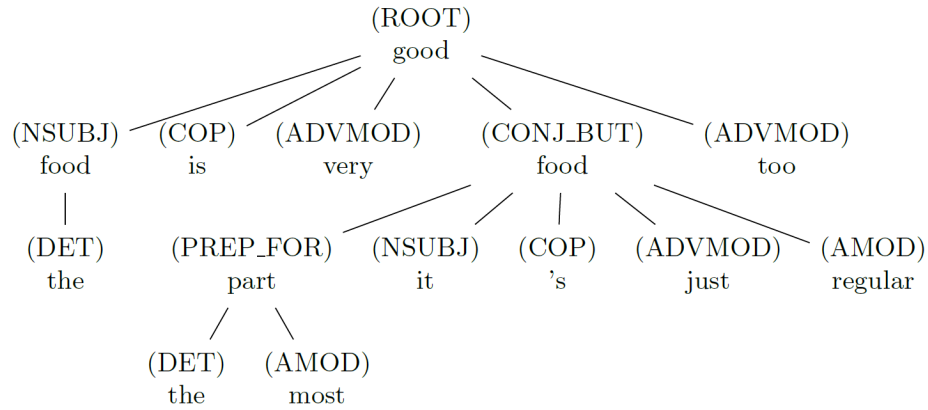 (ROOT)
good
(NSUBJ) (COP) (ADVMOD) (CONJ_BUT) (ADVMOD)
food is very food too
(DET) (PREP_FOR) (NSUBJ) (COP) (ADVMOD) (AMOD)
the part it 's just regular
(DET) (AMOD)
the most